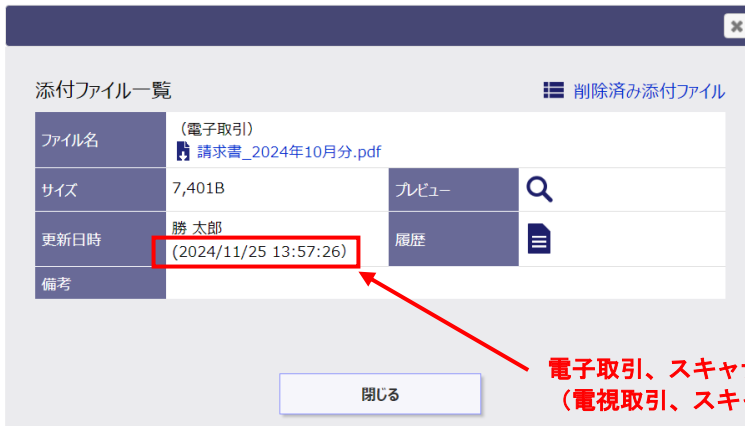 添付ファイル一覧
削除済み添付ファイル
ファイル名
（電子取引）
請求書_2024年10月分.pdf
サイズ
7,401B
プレビュー
更新日時
勝 太郎
(2024/11/25 13:57:26)
履歴
備考
電子取引、スキャ
（電視取引、スキ
閉じる